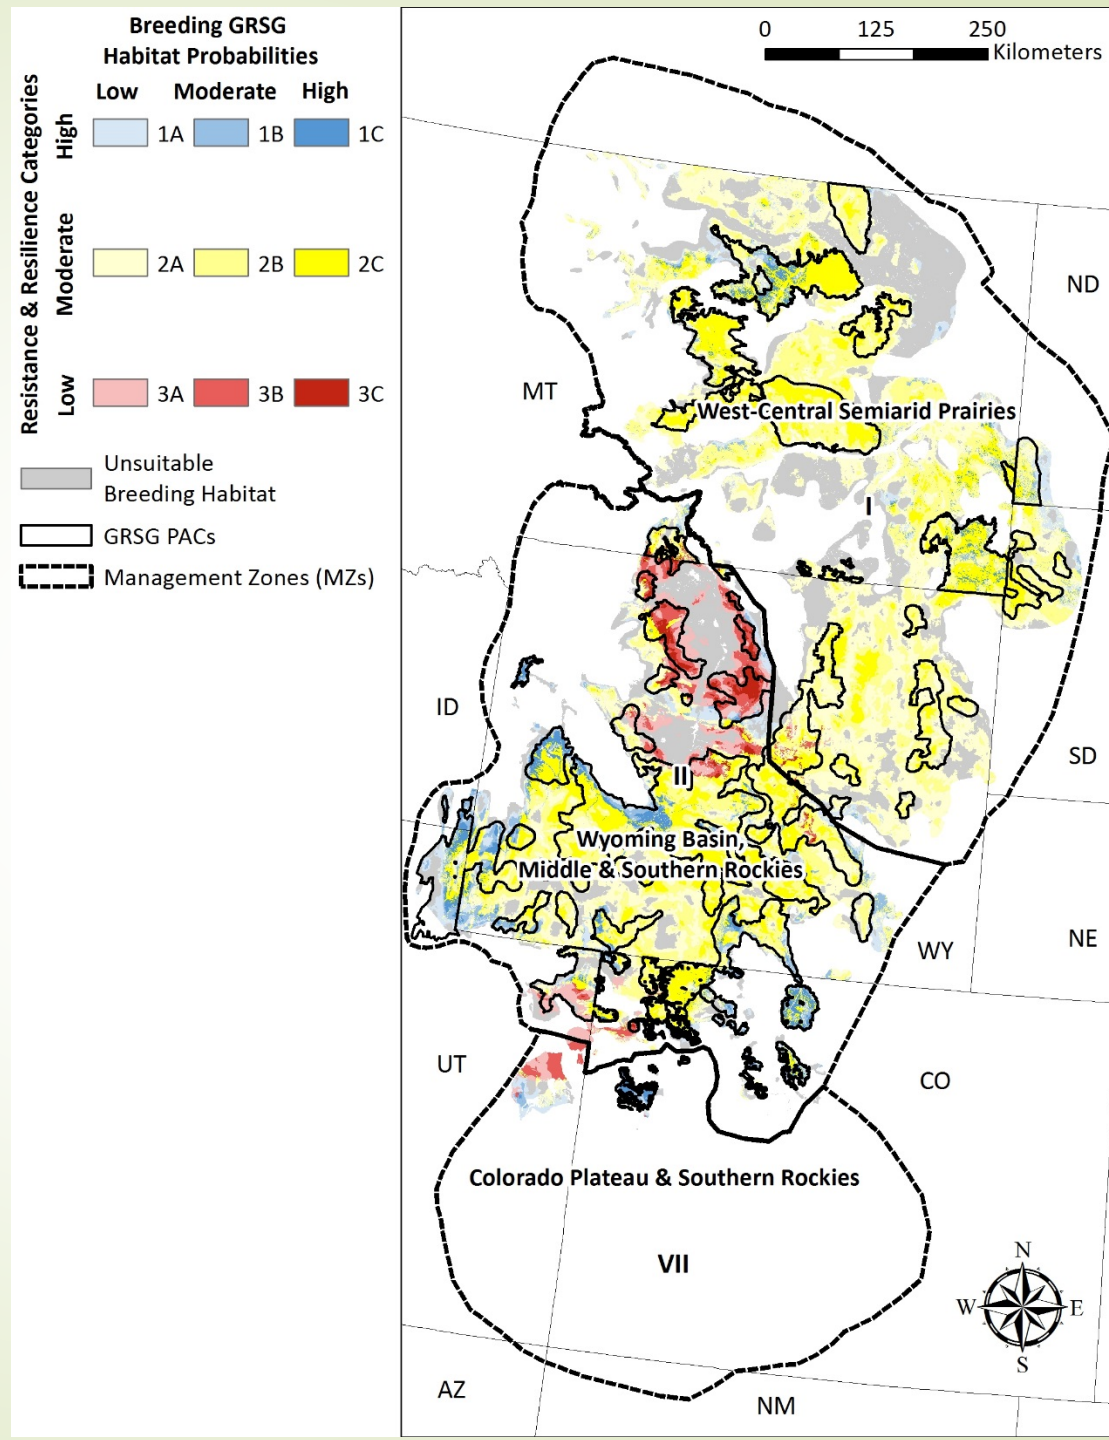 Breeding GRSG
Habitat Probabilities
Low Moderate High
Resistance & Resilience Categories
High
1A 1B 1C
Moderate
2A 2B 2C
Low
3A 3B 3C
Unsuitable
Breeding Habitat
GRSG PACs
Management Zones (MZs)
0 125 250
Kilometers
ND
MT
West-Central Semiarid Prairies
I
ID
SD
II
Wyoming Basin,
Middle & Southern Rockies
WY
NE
UT
CO
Colorado Plateau & Southern Rockies
VII
N
W E
S
AZ
NM